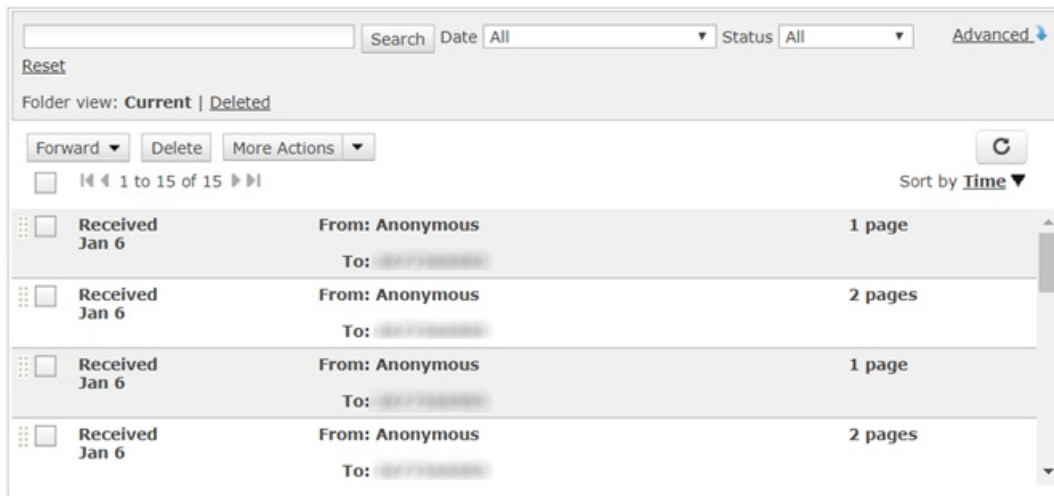 Search Date All Status All Advanced
Reset
Folder view: Current | Deleted
Forward Delete More Actions
1 to 15 of 15 Sort by Time
Received From: Anonymous 1 page
Jan 6
To:
Received From: Anonymous 2 pages
Jan 6
To:
Received From: Anonymous 1 page
Jan 6
To:
Received From: Anonymous 2 pages
Jan 6
To: